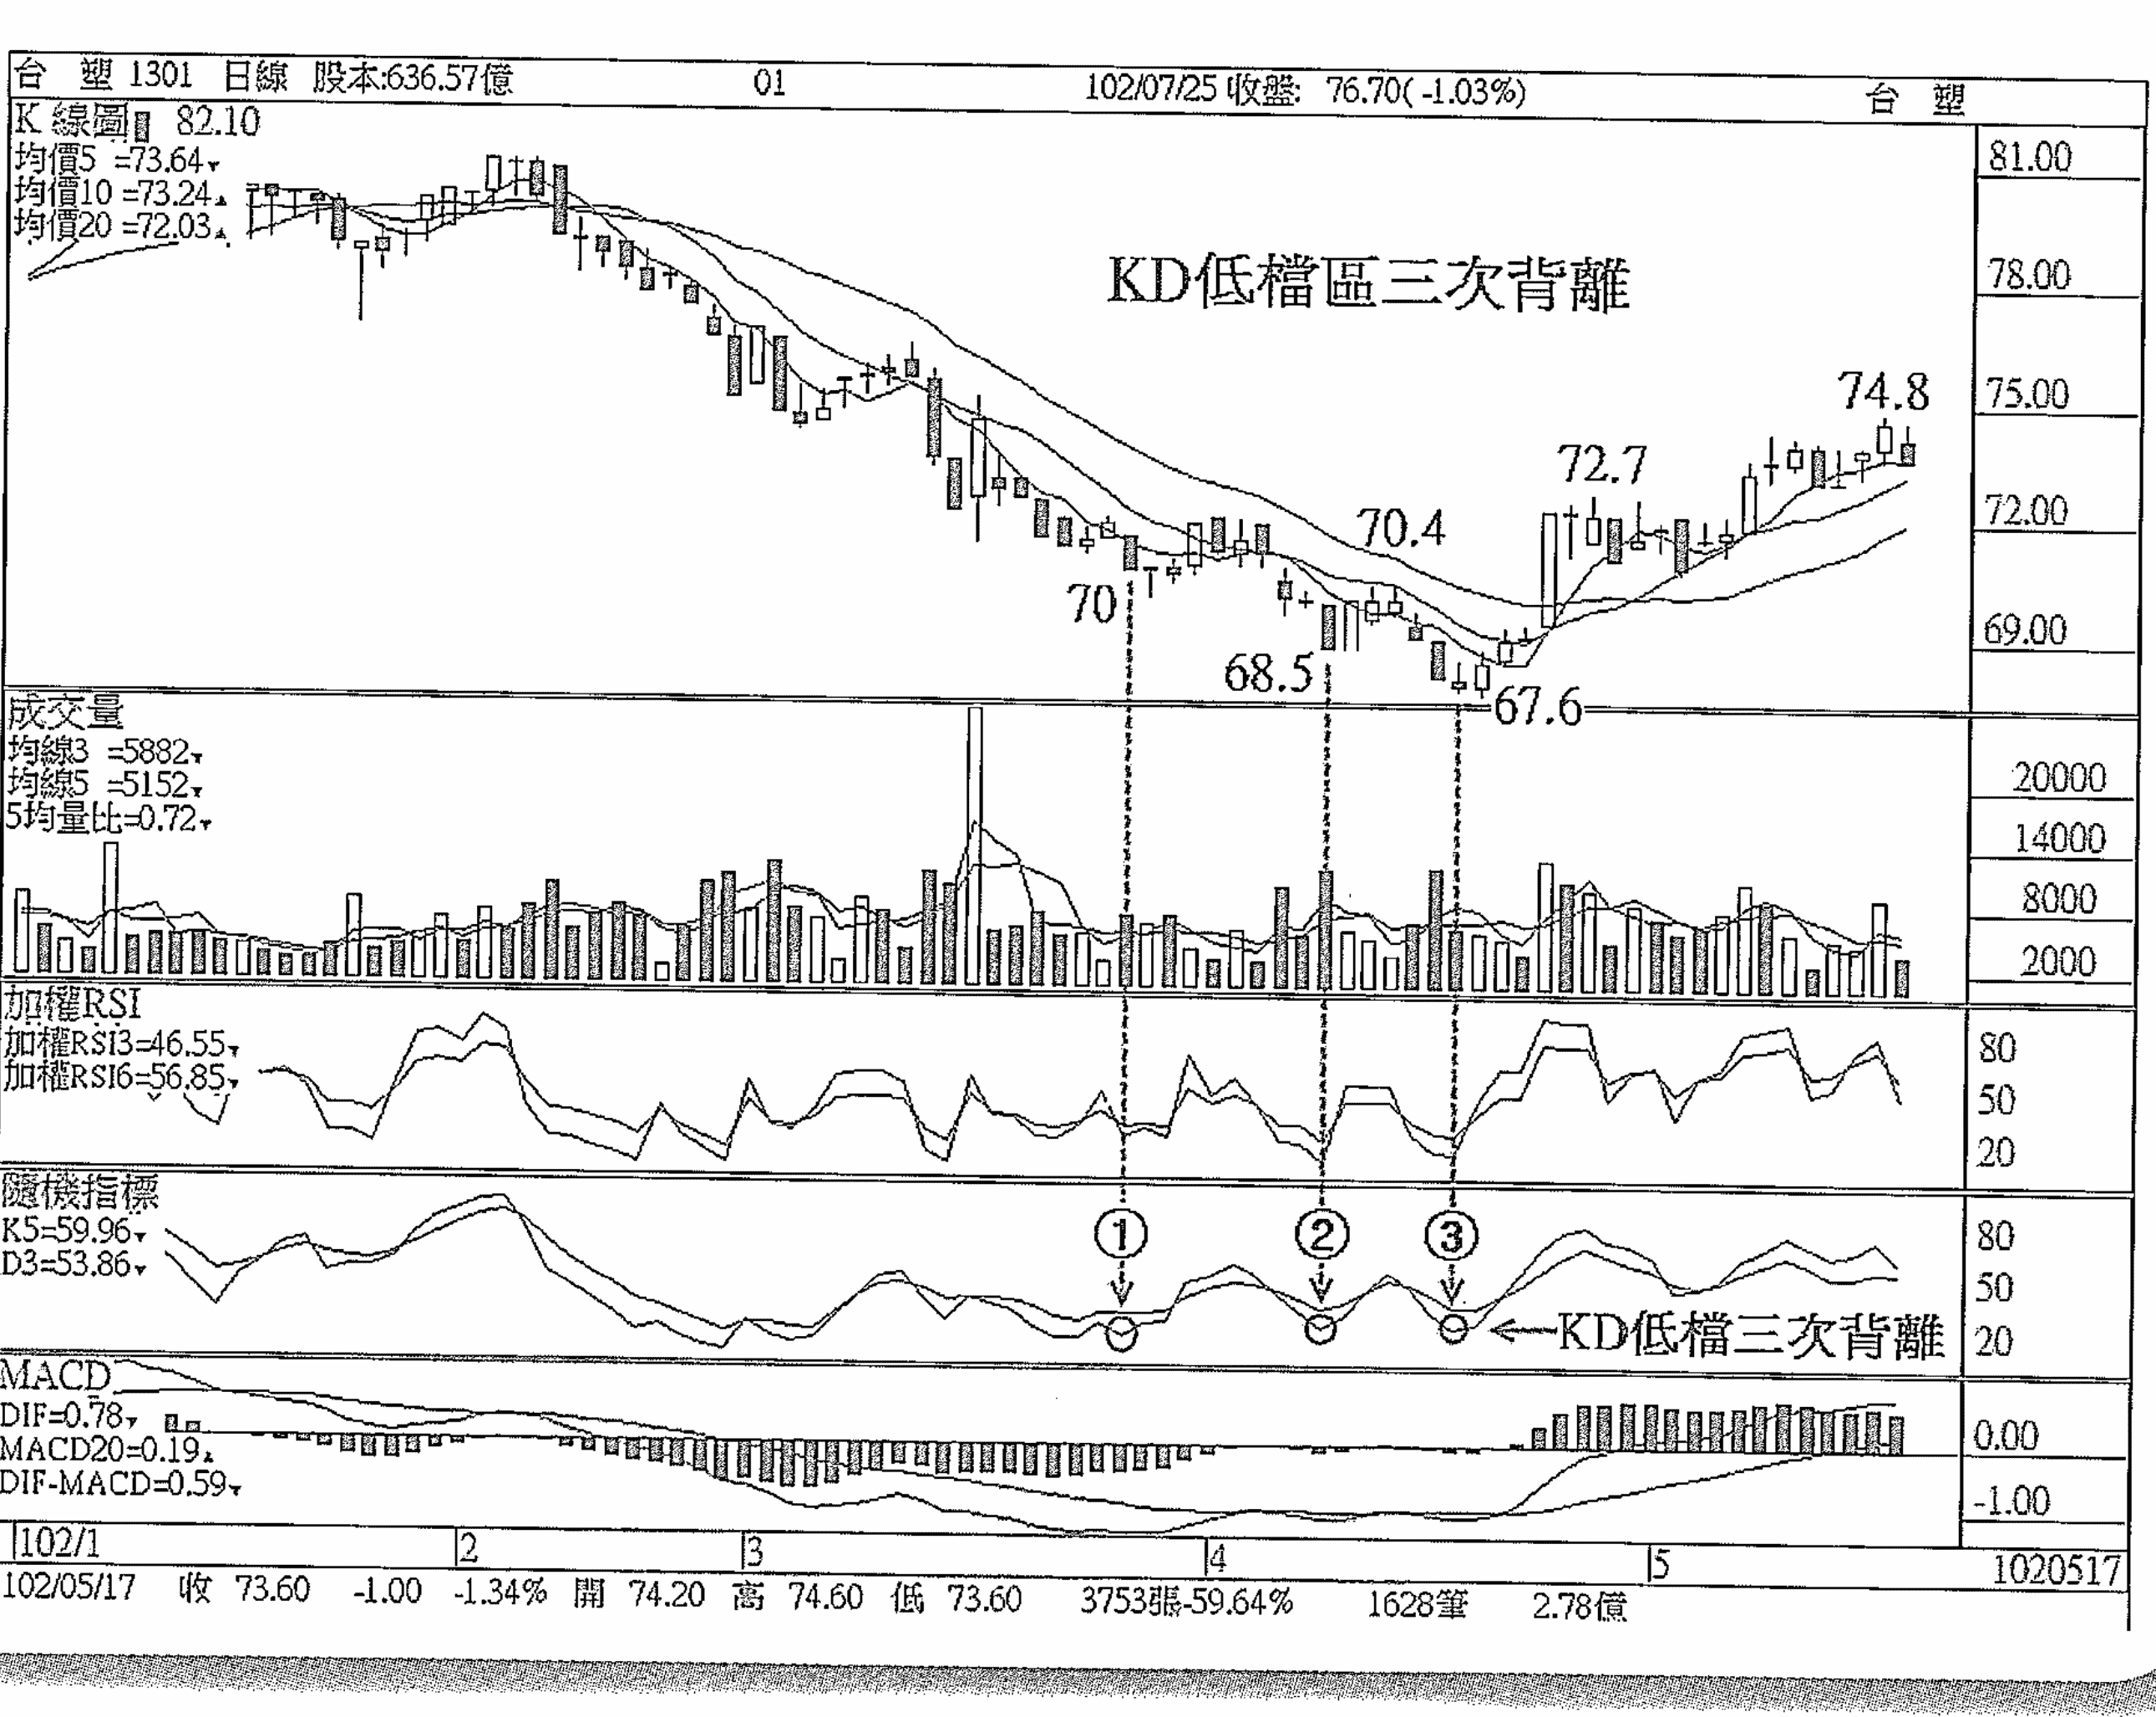 台 塑 1301 日線 股本:636.57億 01 102/07/25 收盤: 76.70( -1.03%) 台 塑
K 線圖 82.10
均價5 =73.64▼
均價10 =73.24▲
均價20 =72.03▲
KD低檔區三次背離
81.00
78.00
75.00
72.00
69.00
74.8
72.7
70.4
70
68.5
67.6
成交量
均線3 =5882▼
均線5 =5152▼
5均量比=0.72▼
20000
14000
8000
2000
加權RSI
加權RSI3=46.55▼
加權RSI6=56.85▼
80
50
20
隨機指標
K5=59.96▼
D3=53.86▼
① ② ③
80
50
20
←KD低檔三次背離
MACD
DIF=0.78▼
MACD20=0.19▲
DIF-MACD=0.59▼
0.00
-1.00
102/1 2 3 4 5 1020517
102/05/17 收 73.60 -1.00 -1.34% 開 74.20 高 74.60 低 73.60 3753張-59.64% 1628筆 2.78億